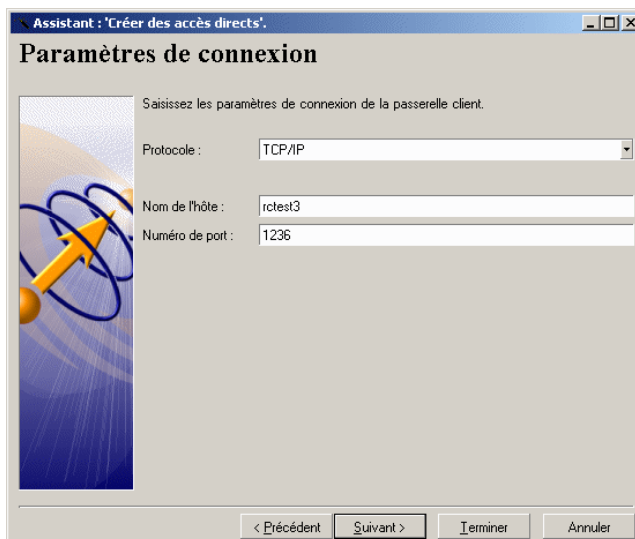 Assistant : 'Créer des accès directs'.
Paramètres de connexion
Saisissez les paramètres de connexion de la passerelle client.
Protocole : TCP/IP
Nom de l'hôte : rctest3
Numéro de port : 1236
< Précédent Suivant > Terminer Annuler